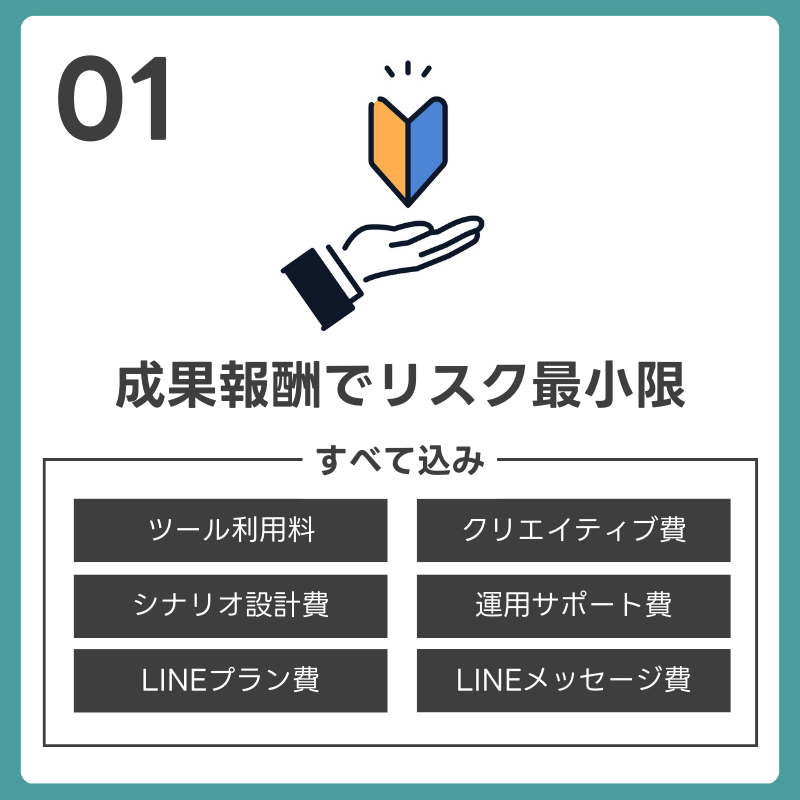 01
成果報酬でリスク最小限
すべて込み
ツール利用料
クリエイティブ費
シナリオ設計費
運用サポート費
LINEプラン費
LINEメッセージ費